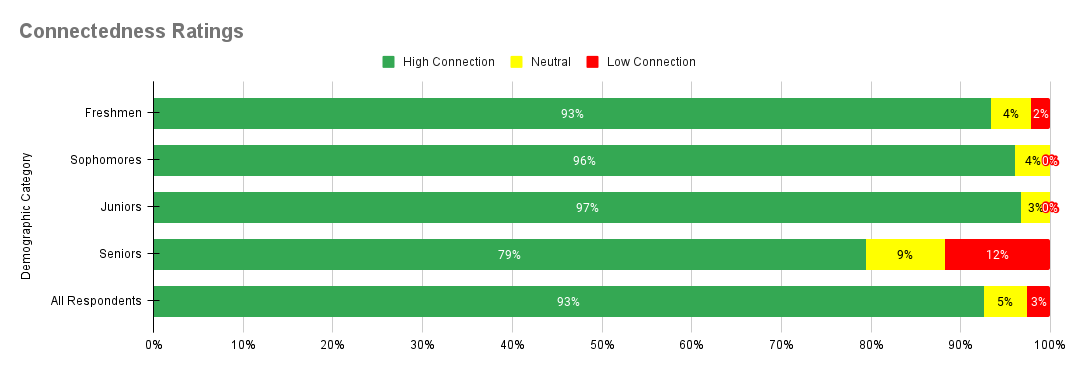 Connectedness Ratings
High Connection Neutral Low Connection
Demographic Category
Freshmen 93% 4% 2%
Sophomores 96% 4% 0%
Juniors 97% 3% 0%
Seniors 79% 9% 12%
All Respondents 93% 5% 3%
0% 10% 20% 30% 40% 50% 60% 70% 80% 90% 100%